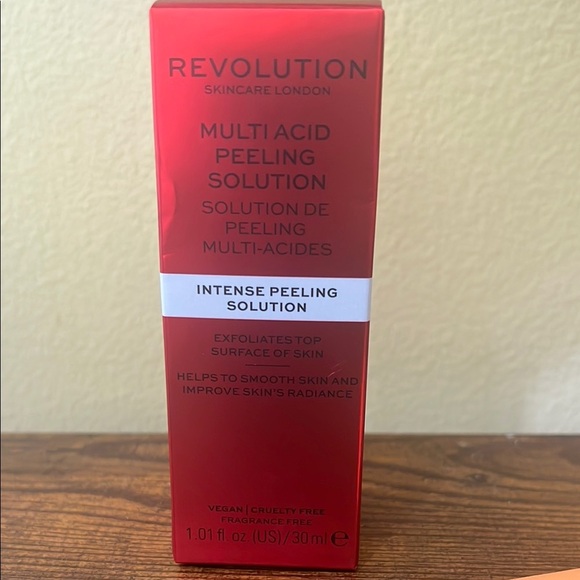 REVOLUTION
SKINCARE LONDON
MULTI ACID
PEELING
SOLUTION
SOLUTION DE
PEELING
MULTI-ACIDES
INTENSE PEELING
SOLUTION
EXFOLIATES TOP
SURFACE OF SKIN
HELPS TO SMOOTH SKIN AND
IMPROVE SKIN'S RADIANCE
VEGAN | CRUELTY FREE
FRAGRANCE FREE
1.01 fl. oz (US)/30ml ℮